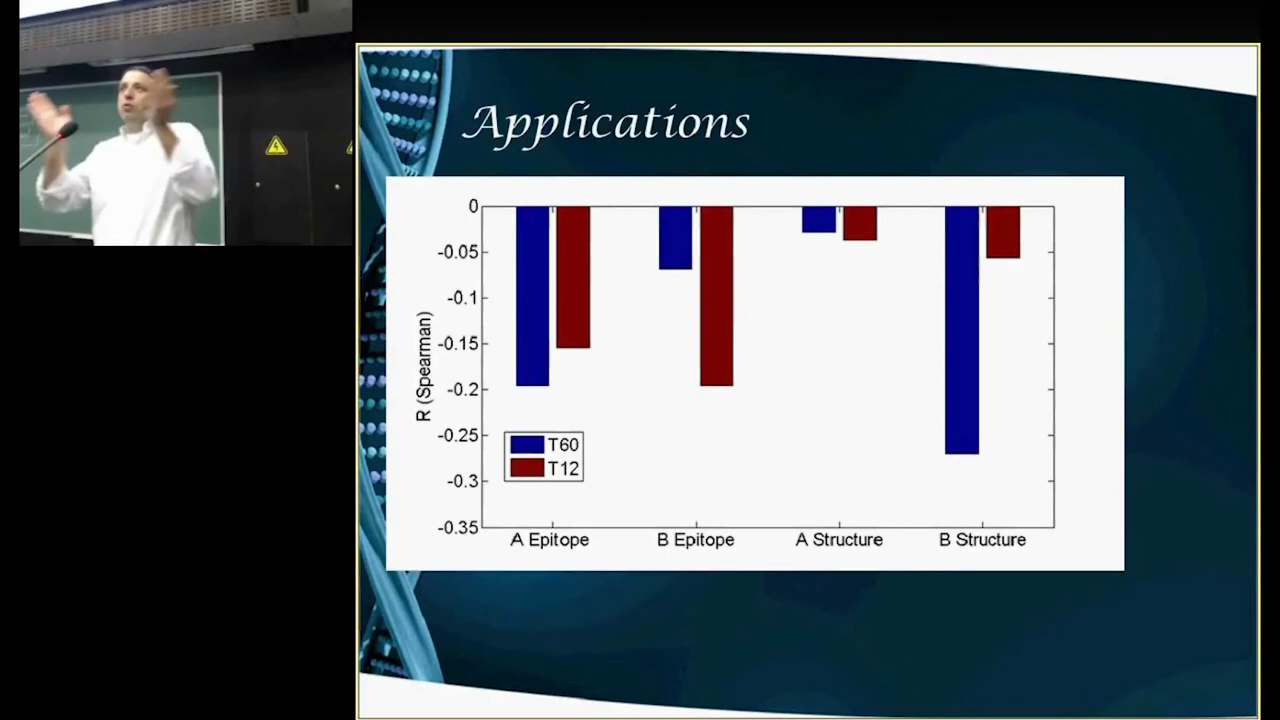 Applications
0
-0.05
-0.1
-0.15
-0.2
-0.25
-0.3
-0.35
R (Spearman)
T60
T12
A Epitope B Epitope A Structure B Structure